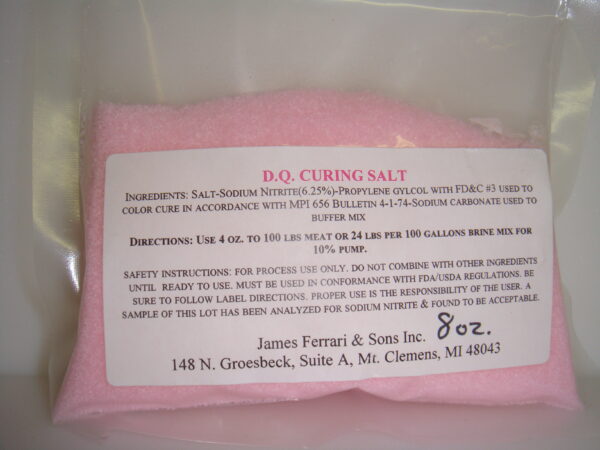 D.Q. CURING SALT
INGREDIENTS: SALT-SODIUM NITRITE(6.25%)-PROPYLENE GYLCOL WITH FD&C #3 USED TO
COLOR CURE IN ACCORDANCE WITH MPI 656 BULLETIN 4-1-74-SODIUM CARBONATE USED TO
BUFFER MIX
DIRECTIONS: USE 4 OZ. TO 100 LBS MEAT OR 24 LBS PER 100 GALLONS BRINE MIX FOR
10% PUMP.
SAFETY INSTRUCTIONS: FOR PROCESS USE ONLY. DO NOT COMBINE WITH OTHER INGREDIENTS
UNTIL READY TO USE. MUST BE USED IN CONFORMANCE WITH FDA/USDA REGULATIONS. BE
SURE TO FOLLOW LABEL DIRECTIONS. PROPER USE IS THE RESPONSIBILITY OF THE USER. A
SAMPLE OF THIS LOT HAS BEEN ANALYZED FOR SODIUM NITRITE & FOUND TO BE ACCEPTABLE.
James Ferrari & Sons Inc. 8oz.
148 N. Groesbeck, Suite A, Mt. Clemens, MI 48043